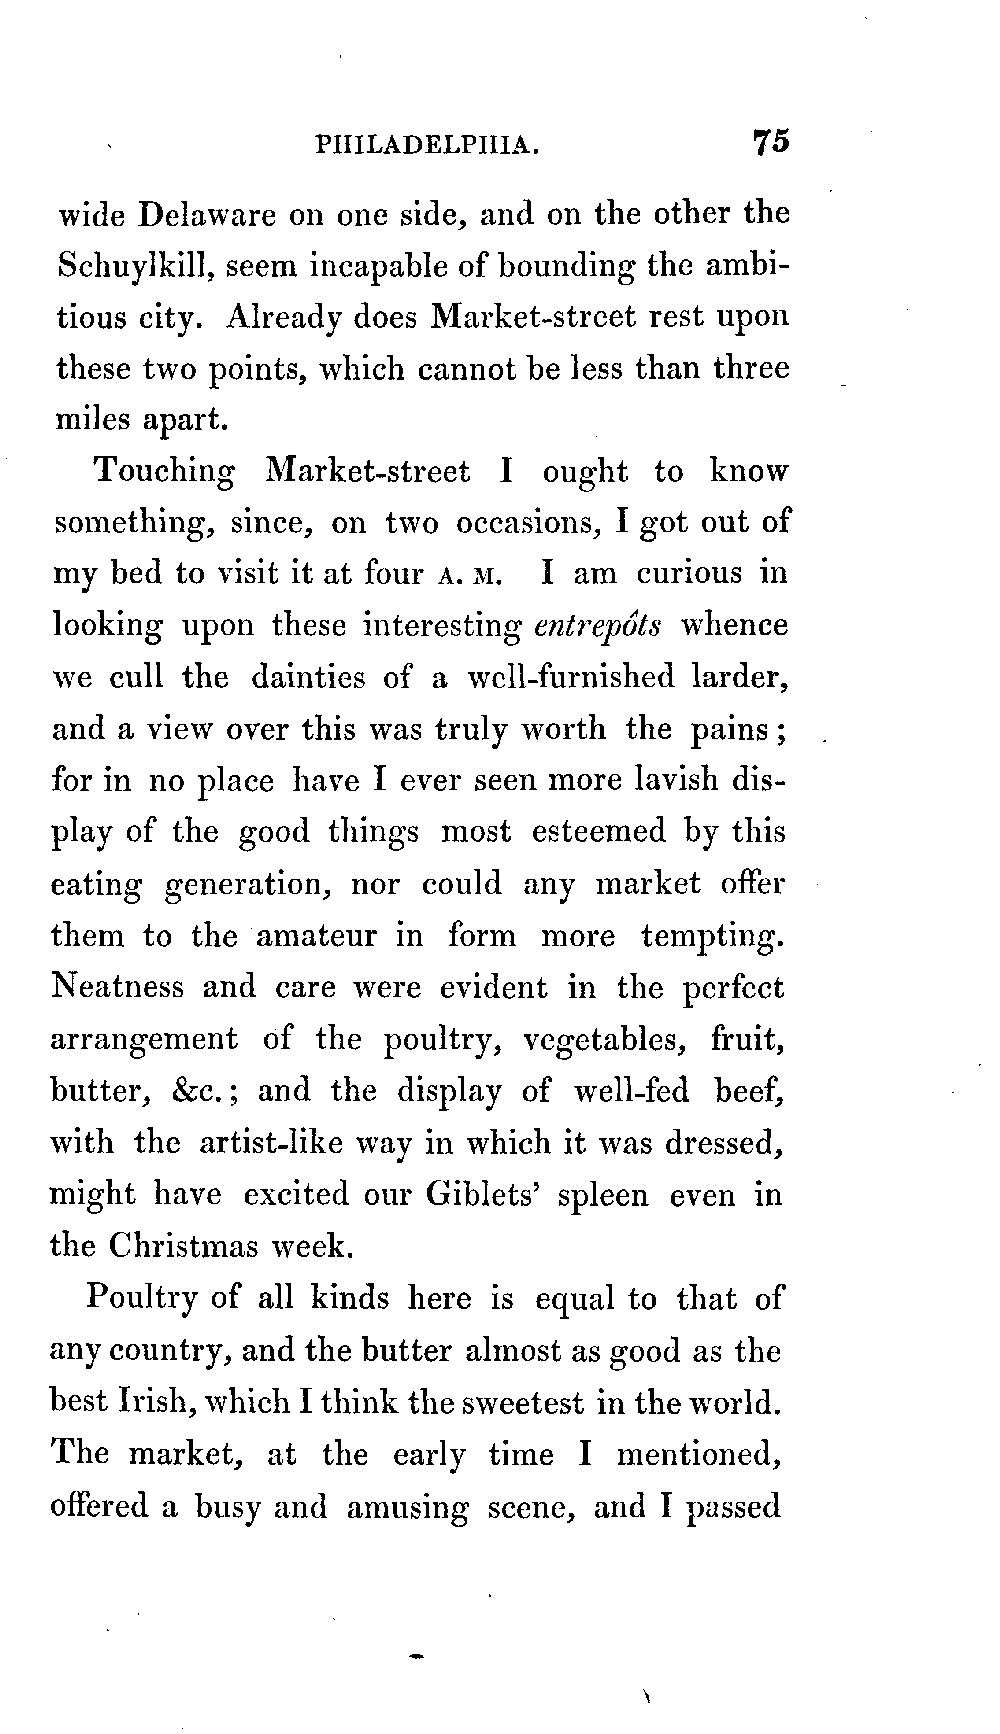 PHILADELPHIA. 75
wide Delaware on one side, and on the other the
Schuylkill, seem incapable of bounding the ambi-
tious city. Already does Market-street rest upon
these two points, which cannot be less than three
miles apart.
Touching Market-street I ought to know
something, since, on two occasions, I got out of
my bed to visit it at four A. M. I am curious in
looking upon these interesting entrepôts whence
we cull the dainties of a well-furnished larder,
and a view over this was truly worth the pains;
for in no place have I ever seen more lavish dis-
play of the good things most esteemed by this
eating generation, nor could any market offer
them to the amateur in form more tempting.
Neatness and care were evident in the perfect
arrangement of the poultry, vegetables, fruit,
butter, &c.; and the display of well-fed beef,
with the artist-like way in which it was dressed,
might have excited our Giblets' spleen even in
the Christmas week.
Poultry of all kinds here is equal to that of
any country, and the butter almost as good as the
best Irish, which I think the sweetest in the world.
The market, at the early time I mentioned,
offered a busy and amusing scene, and I passed